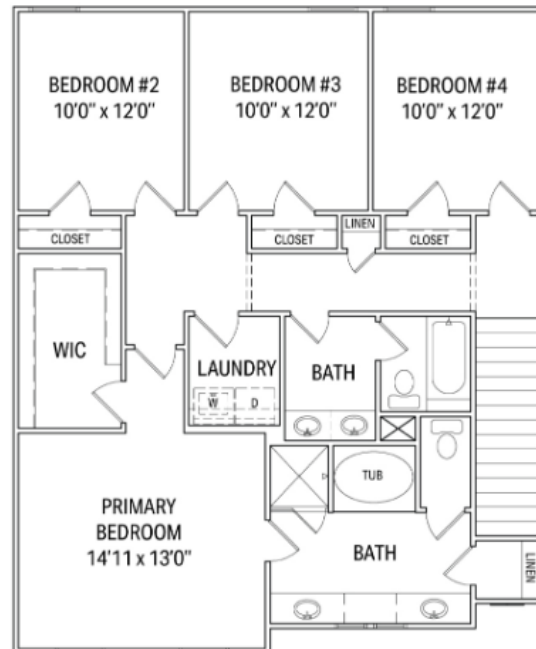 BEDROOM #2
10'0" x 12'0"
BEDROOM #3
10'0" x 12'0"
BEDROOM #4
10'0" x 12'0"
CLOSET
CLOSET
LINEN
CLOSET
WIC
LAUNDRY
W
D
BATH
TUB
PRIMARY
BEDROOM
14'11 x 13'0"
BATH
LINEN